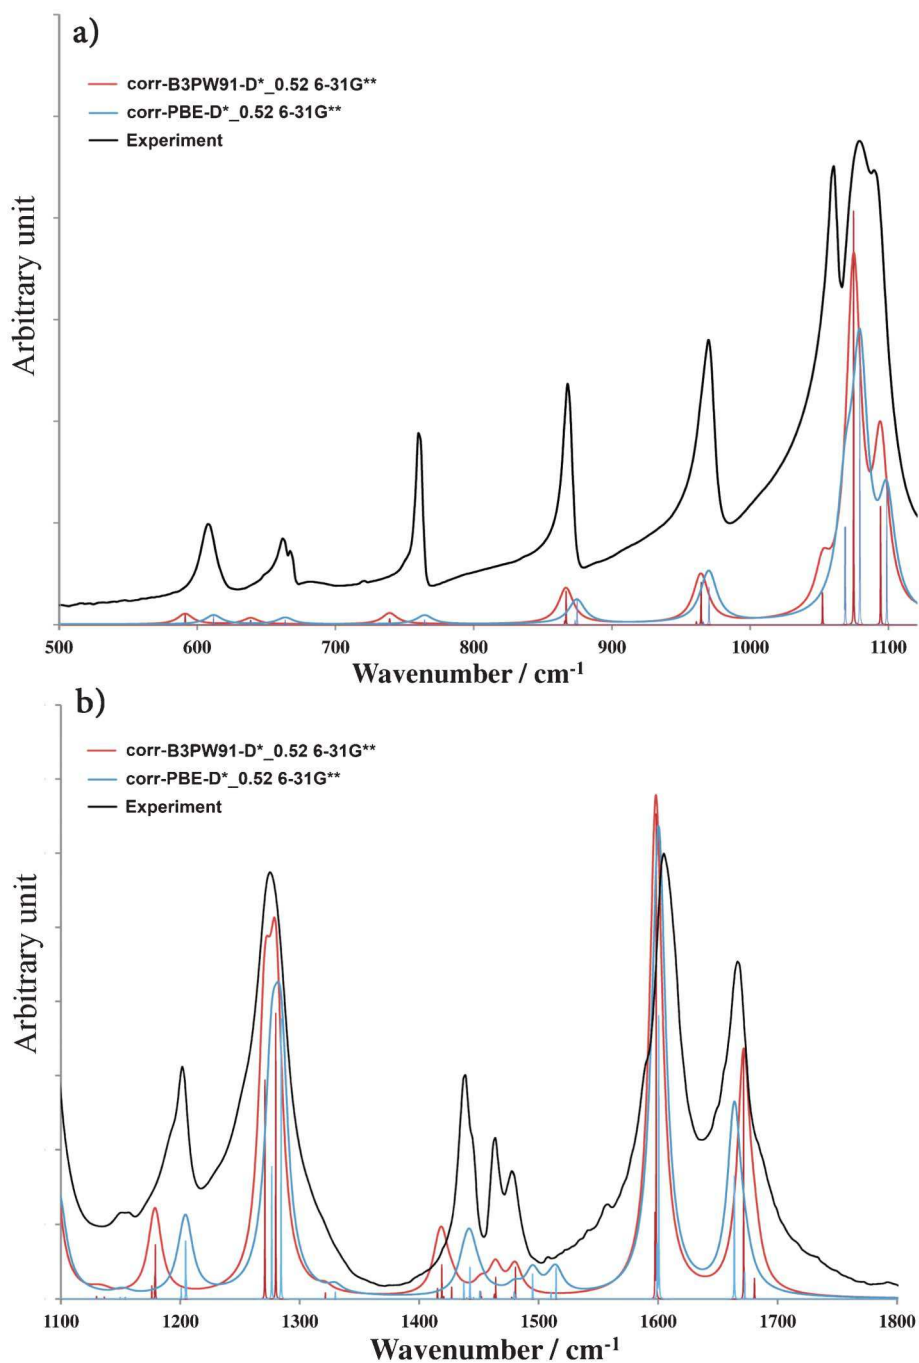 a)
corr-B3PW91-D*_0.52 6-31G**
corr-PBE-D*_0.52 6-31G**
Experiment
Arbitrary unit
500 600 700 800 900 1000 1100
Wavenumber / cm-1
b)
corr-B3PW91-D*_0.52 6-31G**
corr-PBE-D*_0.52 6-31G**
Experiment
Arbitrary unit
1100 1200 1300 1400 1500 1600 1700 1800
Wavenumber / cm-1